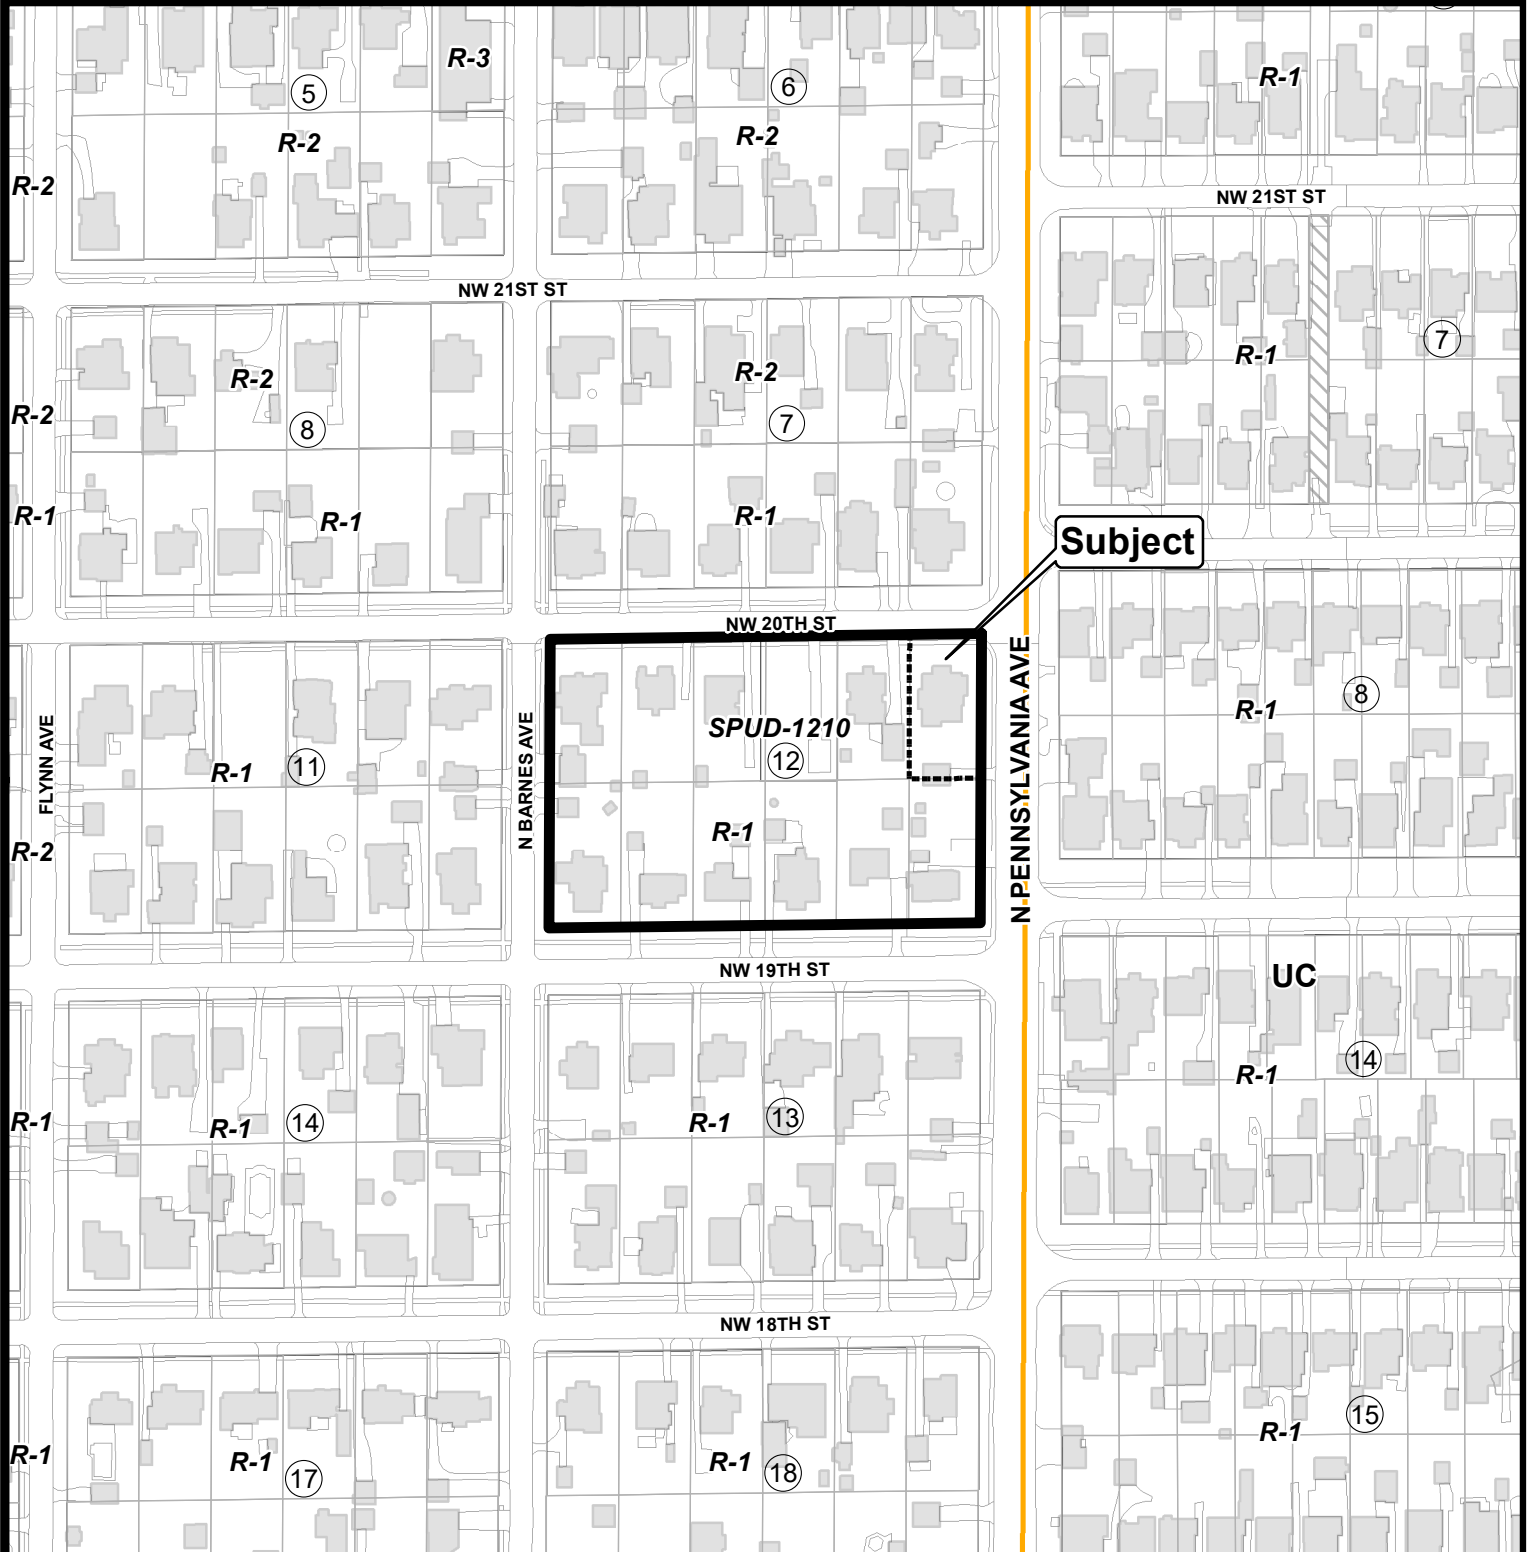 R-3
R-1
5
6
R-2
R-2
R-2
NW 21ST ST
NW 21ST ST
7
R-1
R-2
R-2
R-2
8
7
R-1
R-1
R-1
Subject
NW 20TH ST
N PENNSYLVANIA AVE
8
R-1
SPUD-1210
12
FLYNN AVE
N BARNES AVE
R-1
11
R-1
R-2
NW 19TH ST
UC
14
R-1
R-1
R-1
14
R-1
13
NW 18TH ST
15
R-1
R-1
R-1
17
R-1
18